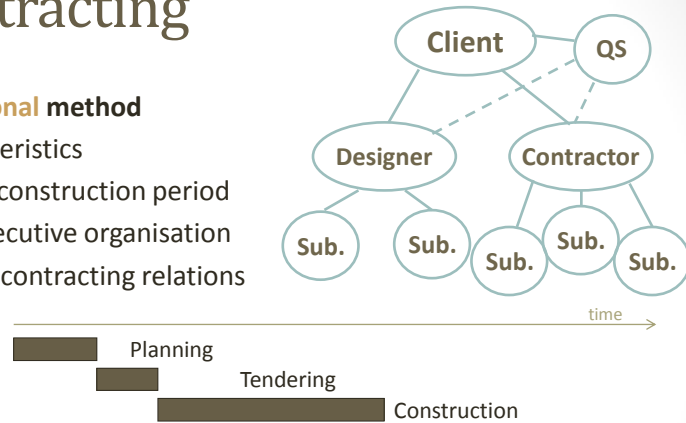 tracting
onal method
eristics
construction period
ecutive organisation
contracting relations
Client
QS
Designer
Contractor
Sub.
Sub.
Sub.
Sub.
Sub.
time
Planning
Tendering
Construction